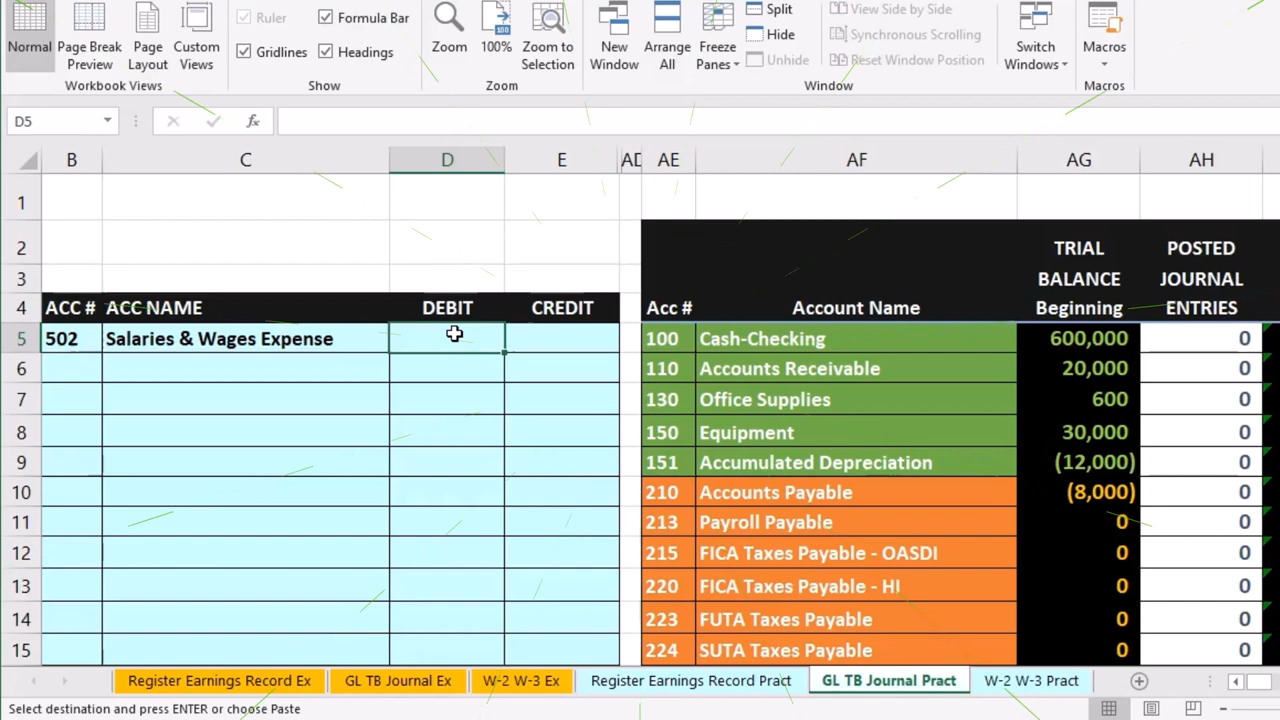 Normal Page Break Preview Page Layout Custom Views
Workbook Views
Ruler Formula Bar
Gridlines Headings
Show
Zoom 100% Zoom to Selection
Zoom
New Window Arrange All Freeze Panes
Split
Hide
Unhide
View Side by Side
Synchronous Scrolling
Reset Window Position
Window
Switch Windows
Macros
Macros
D5 fx
B C D E AD AE AF AG AH
1
2 TRIAL POSTED
3 BALANCE JOURNAL
4 ACC # ACC NAME DEBIT CREDIT Acc # Account Name Beginning ENTRIES
5 502 Salaries & Wages Expense 100 Cash-Checking 600,000 0
6 110 Accounts Receivable 20,000 0
7 130 Office Supplies 600 0
8 150 Equipment 30,000 0
9 151 Accumulated Depreciation (12,000) 0
10 210 Accounts Payable (8,000) 0
11 213 Payroll Payable 0 0
12 215 FICA Taxes Payable - OASDI 0 0
13 220 FICA Taxes Payable - HI 0 0
14 223 FUTA Taxes Payable 0 0
15 224 SUTA Taxes Payable 0 0
Register Earnings Record Ex GL TB Journal Ex W-2 W-3 Ex Register Earnings Record Pract GL TB Journal Pract W-2 W-3 Pract
Select destination and press ENTER or choose Paste